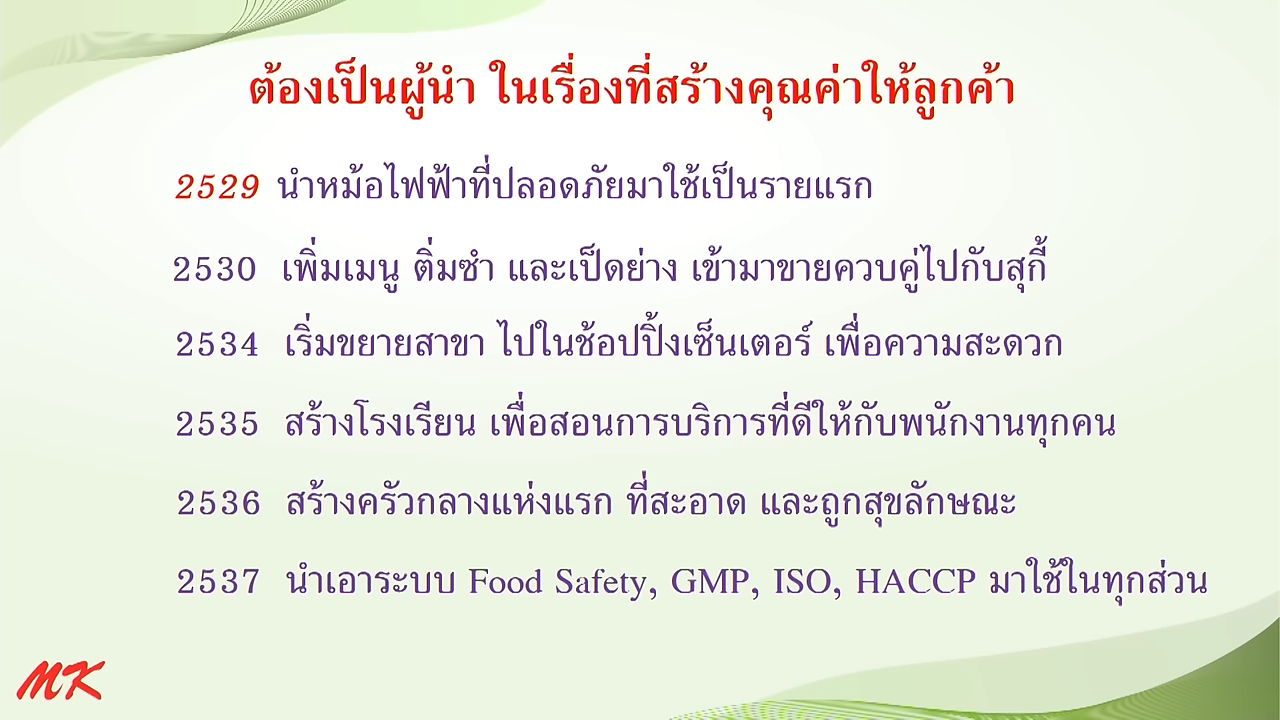 ต้องเป็นผู้นำ ในเรื่องที่สร้างคุณค่าให้ลูกค้า
2529 นำหม้อไฟฟ้าที่ปลอดภัยมาใช้เป็นรายแรก
2530 เพิ่มเมนู ติ่มซำ และเป็ดย่าง เข้ามาขายควบคู่ไปกับสุกี้
2534 เริ่มขยายสาขา ไปในช้อปปิ้งเซ็นเตอร์ เพื่อความสะดวก
2535 สร้างโรงเรียน เพื่อสอนการบริการที่ดีให้กับพนักงานทุกคน
2536 สร้างครัวกลางแห่งแรก ที่สะอาด และถูกสุขลักษณะ
2537 นำเอาระบบ Food Safety, GMP, ISO, HACCP มาใช้ในทุกส่วน
MK